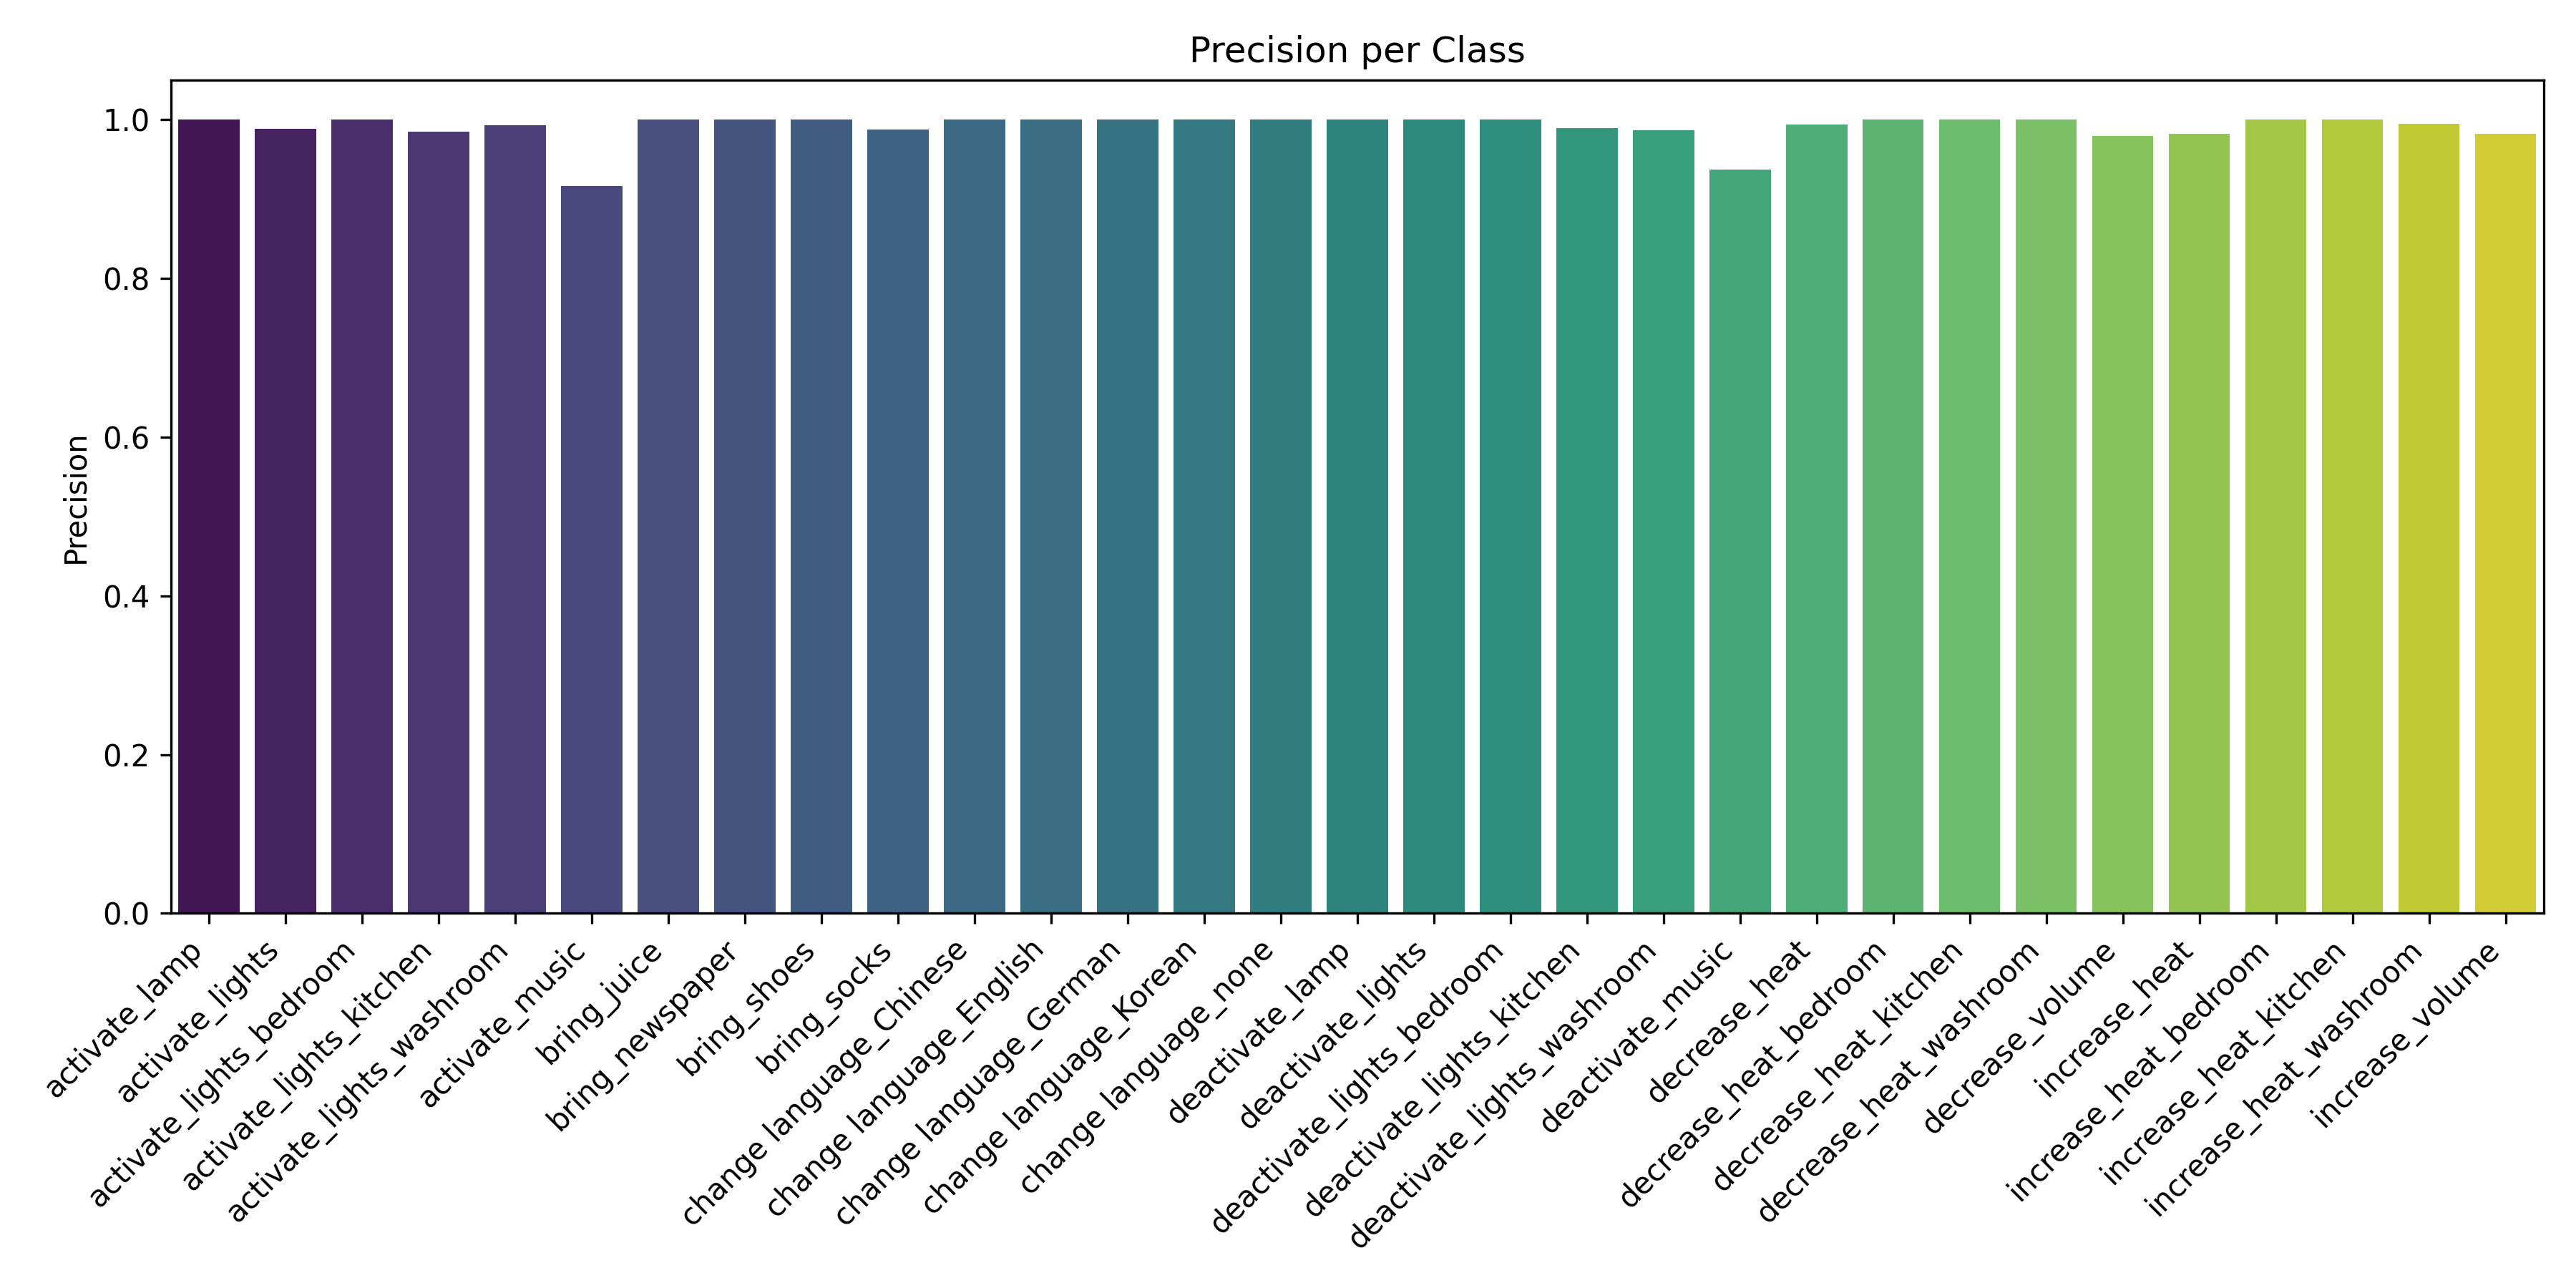 Precision per Class
Precision
1.0
0.8
0.6
0.4
0.2
0.0
activate_lamp
activate_lights
activate_lights_bedroom
activate_lights_kitchen
activate_lights_washroom
activate_music
bring_juice
bring_newspaper
bring_shoes
bring_socks
change language_Chinese
change language_English
change language_German
change language_Korean
change language_none
deactivate_lamp
deactivate_lights
deactivate_lights_bedroom
deactivate_lights_kitchen
deactivate_lights_washroom
deactivate_music
decrease_heat
decrease_heat_bedroom
decrease_heat_kitchen
decrease_heat_washroom
decrease_volume
increase_heat
increase_heat_bedroom
increase_heat_kitchen
increase_heat_washroom
increase_volume